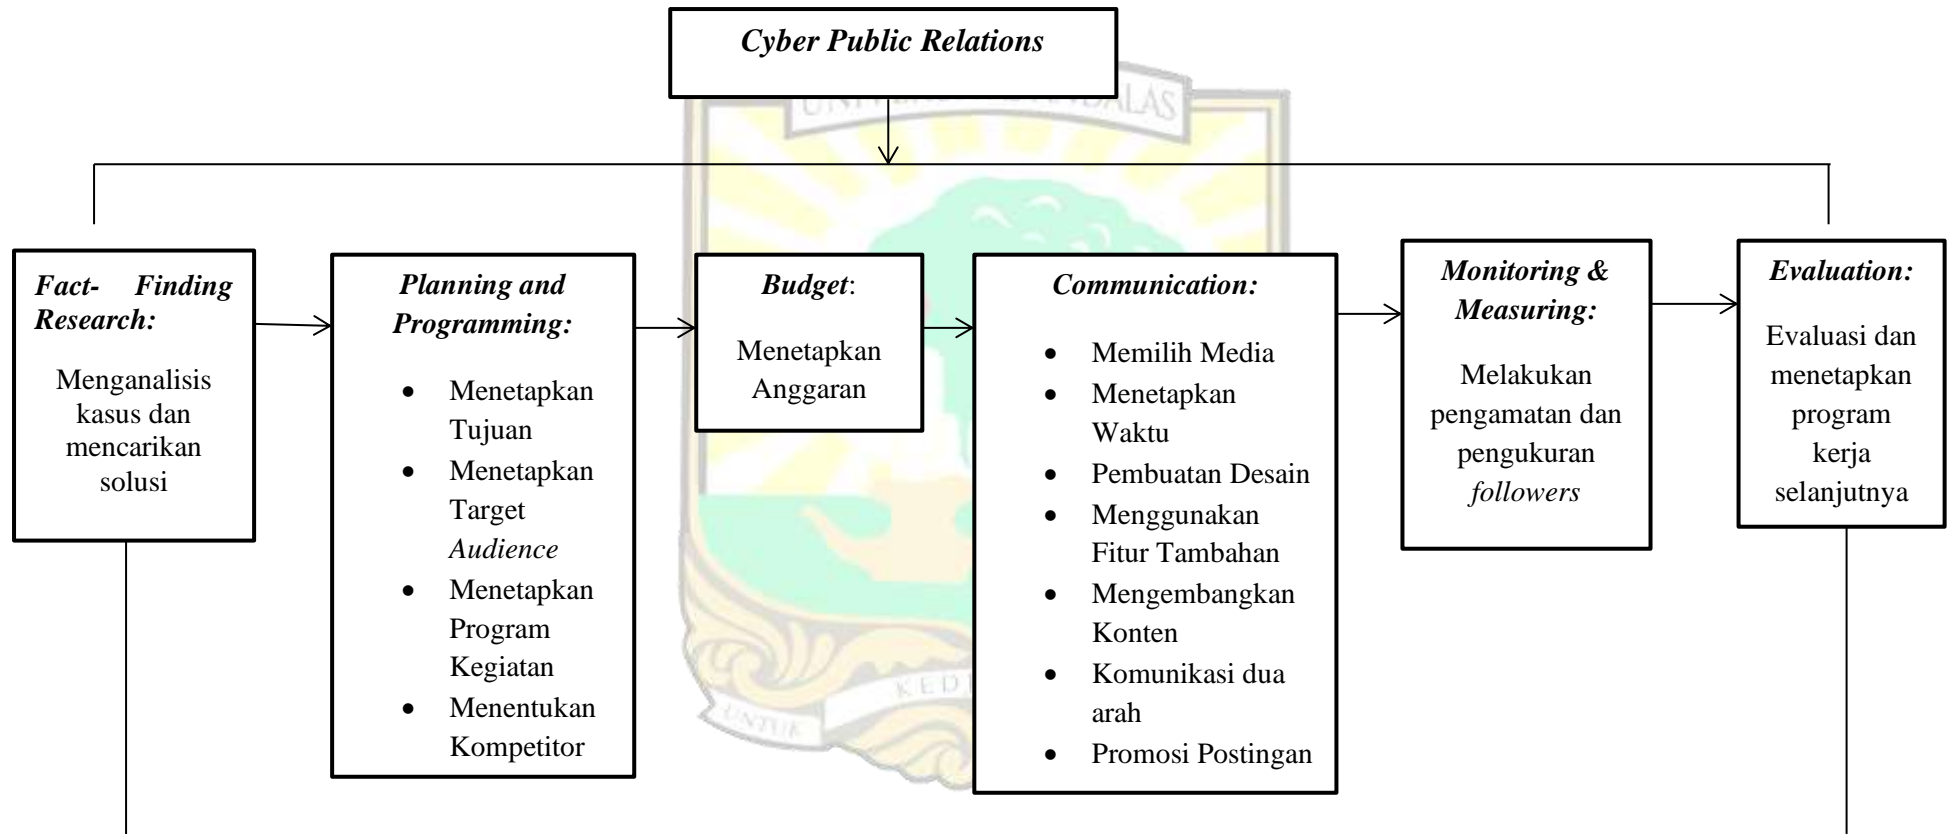 Cyber Public Relations
UNTUK
KED
Fact- Finding
Research:
Menganalisis
kasus dan
mencarikan
solusi
Planning and
Programming:
• Menetapkan
Tujuan
• Menetapkan
Target
Audience
• Menetapkan
Program
Kegiatan
• Menentukan
Kompetitor
Budget:
Menetapkan
Anggaran
Communication:
• Memilih Media
• Menetapkan
Waktu
• Pembuatan Desain
• Menggunakan
Fitur Tambahan
• Mengembangkan
Konten
• Komunikasi dua
arah
• Promosi Postingan
Monitoring &
Measuring:
Melakukan
pengamatan dan
pengukuran
followers
Evaluation:
Evaluasi dan
menetapkan
program
kerja
selanjutnya